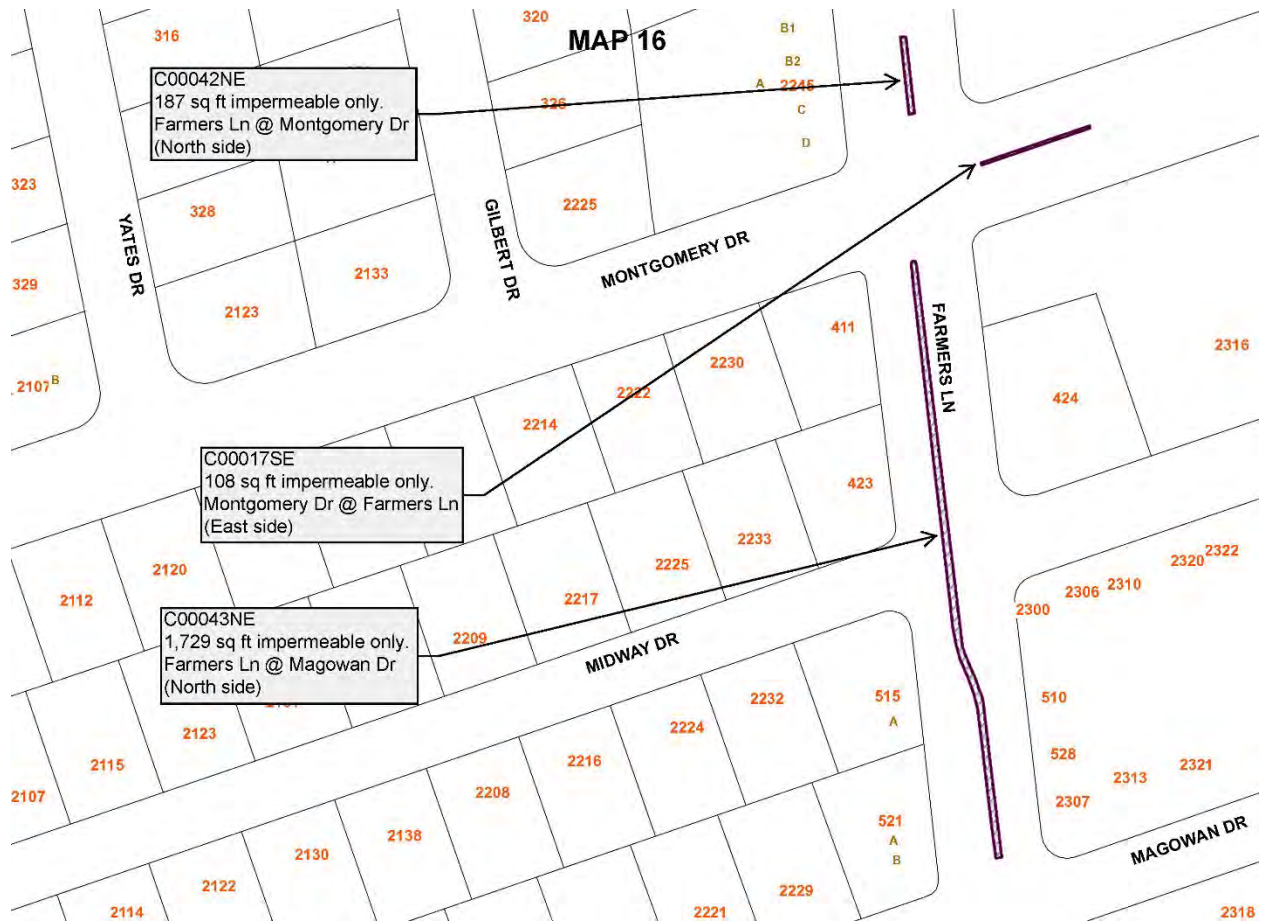 MAP 16
320
B1
316
B2
C00042NE
187 sq ft impermeable only.
Farmers Ln @ Montgomery Dr
(North side)
A
2245
326
C
D
323
328
2225
YATES DR
GILBERT DR
MONTGOMERY DR
2133
329
2123
FARMERS LN
411
2316
2107
B
2230
2222
424
2214
C00017SE
108 sq ft impermeable only.
Montgomery Dr @ Farmers Ln
(East side)
423
2233
2322
2320
2225
2120
2310
2306
2112
2217
2300
C00043NE
1,729 sq ft impermeable only.
Farmers Ln @ Magowan Dr
(North side)
2209
MIDWAY DR
515
A
510
2232
2224
2123
528
2216
2115
2321
2313
2107
2208
2307
521
A
B
2138
MAGOWAN DR
2130
2122
2229
2114
2221
2318